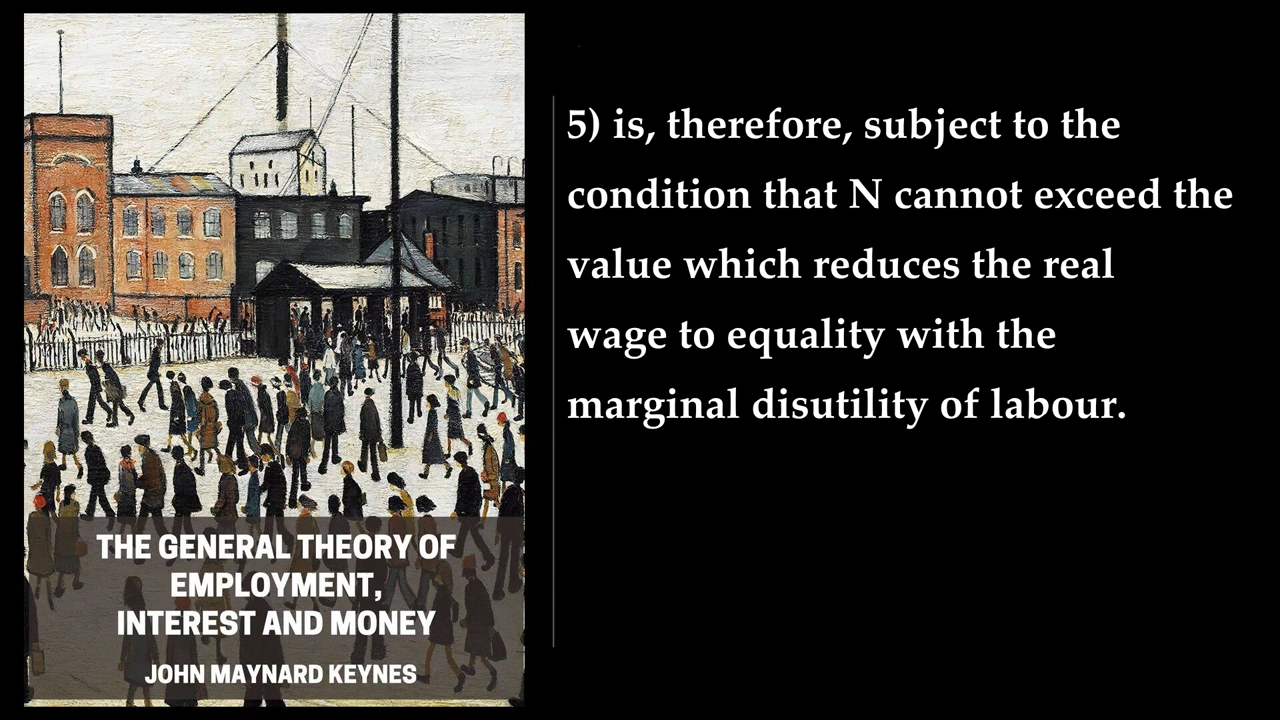 5) is, therefore, subject to the
condition that N cannot exceed the
value which reduces the real
wage to equality with the
marginal disutility of labour.
THE GENERAL THEORY OF
EMPLOYMENT,
INTEREST AND MONEY
JOHN MAYNARD KEYNES